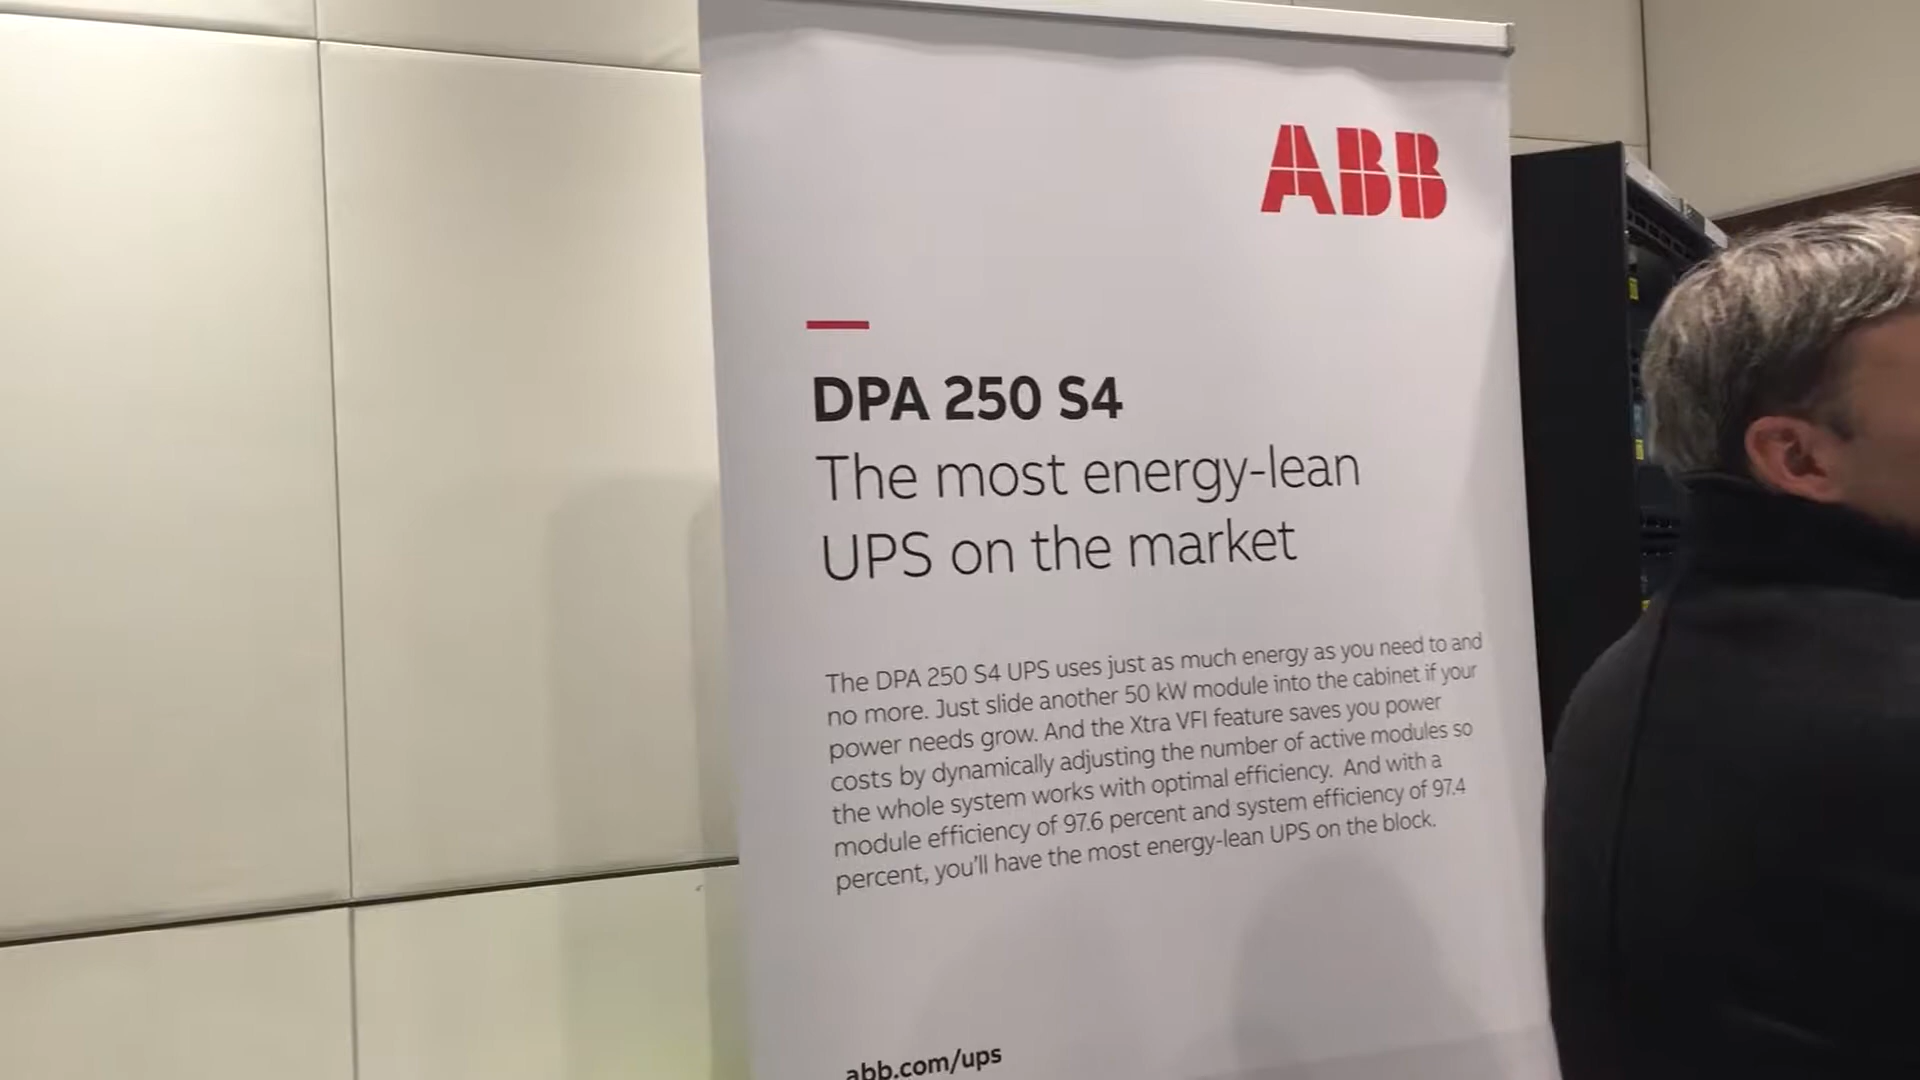 ABB
DPA 250 S4
The most energy-lean
UPS on the market
The DPA 250 S4 UPS uses just as much energy as you need to and
no more. Just slide another 50 kW module into the cabinet if your
power needs grow. And the Xtra VFI feature saves you power
costs by dynamically adjusting the number of active modules so
the whole system works with optimal efficiency. And with a
module efficiency of 97.6 percent and system efficiency of 97.4
percent, you'll have the most energy-lean UPS on the block.
abb.com/ups